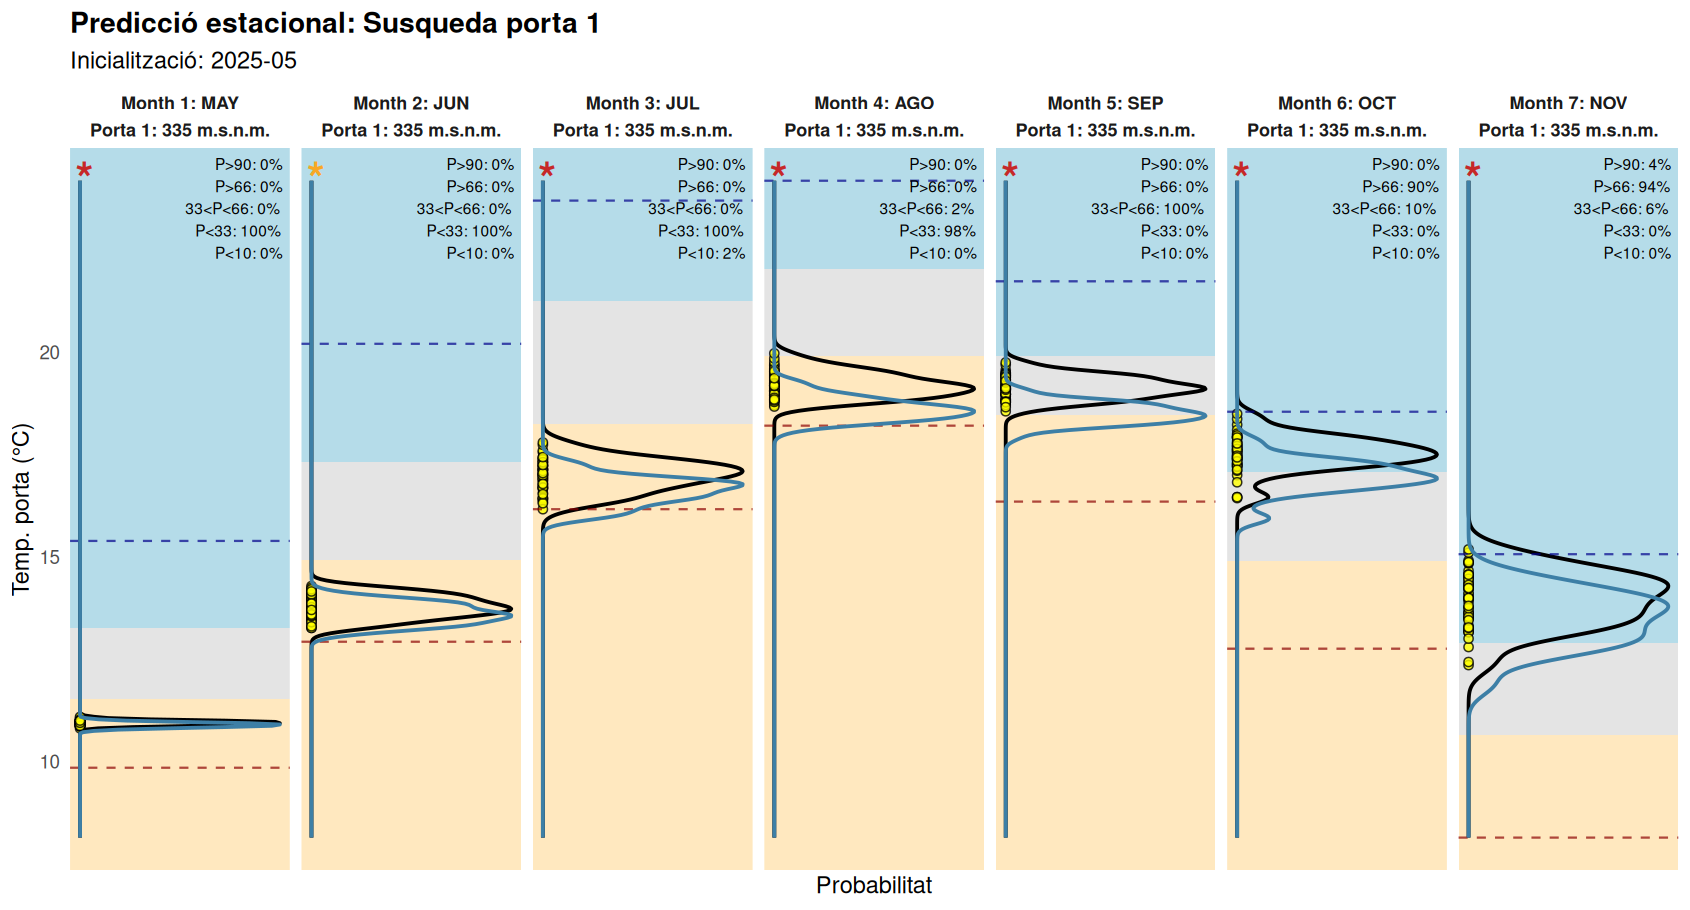 Predicció estacional: Susqueda porta 1
Inicialització: 2025-05
Month 1: MAY
Porta 1: 335 m.s.n.m.
P>90: 0%
P>66: 0%
33<P<66: 0%
P<33: 100%
P<10: 0%
Month 2: JUN
Porta 1: 335 m.s.n.m.
P>90: 0%
P>66: 0%
33<P<66: 0%
P<33: 100%
P<10: 0%
Month 3: JUL
Porta 1: 335 m.s.n.m.
P>90: 0%
P>66: 0%
33<P<66: 0%
P<33: 100%
P<10: 2%
Month 4: AGO
Porta 1: 335 m.s.n.m.
P>90: 0%
P>66: 0%
33<P<66: 2%
P<33: 98%
P<10: 0%
Month 5: SEP
Porta 1: 335 m.s.n.m.
P>90: 0%
P>66: 0%
33<P<66: 100%
P<33: 0%
P<10: 0%
Month 6: OCT
Porta 1: 335 m.s.n.m.
P>90: 0%
P>66: 90%
33<P<66: 10%
P<33: 0%
P<10: 0%
Month 7: NOV
Porta 1: 335 m.s.n.m.
P>90: 4%
P>66: 94%
33<P<66: 6%
P<33: 0%
P<10: 0%
20
15
10
Temp. porta (°C)
Probabilitat